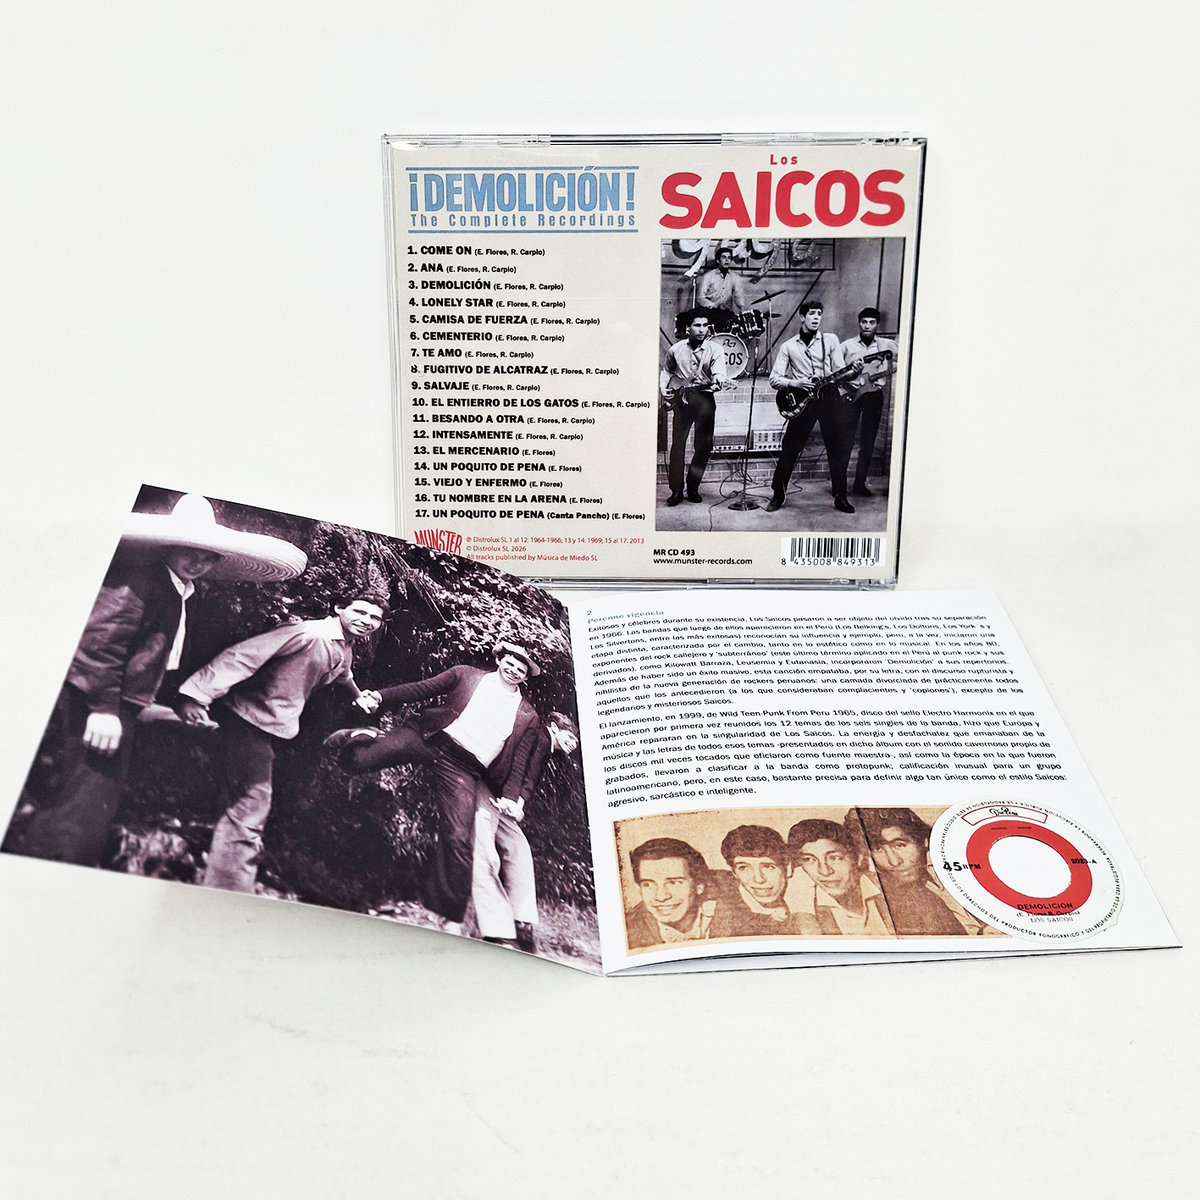 ¡DEMOLICIÓN!
The Complete Recordings
Los
SAICOS
1. COME ON (E. Flores, R. Carpio)
2. ANA (E. Flores, R. Carpio)
3. DEMOLICIÓN (E. Flores, R. Carpio)
4. LONELY STAR (E. Flores, R. Carpio)
5. CAMISA DE FUERZA (E. Flores, R. Carpio)
6. CEMENTERIO (E. Flores, R. Carpio)
7. TE AMO (E. Flores, R. Carpio)
8. FUGITIVO DE ALCATRAZ (E. Flores, R. Carpio)
9. SALVAJE (E. Flores, R. Carpio)
10. EL ENTIERRO DE LOS GATOS (E. Flores, R. Carpio)
11. BESANDO A OTRA (E. Flores, R. Carpio)
12. INTENSAMENTE (E. Flores, R. Carpio)
13. EL MERCENARIO (E. Flores)
14. UN POQUITO DE PENA (E. Flores)
15. VIEJO Y ENFERMO (E. Flores)
16. TU NOMBRE EN LA ARENA (E. Flores)
17. UN POQUITO DE PENA (Canta Pancho) (E. Flores)
MUNSTER
℗ Distrolux SL 1 al 12: 1964-1966; 13 y 14: 1969; 15 al 17: 2013
© Distrolux SL 2026
All tracks published by Música de Miedo SL
MR CD 493
www.munster-records.com
8 435008 849313
2
Perenne vigencia
Exitosos y célebres durante su existencia, Los Saicos pasaron a ser objeto del olvido tras su separación
en 1966. Las bandas que luego de ellos aparecieron en el Perú (Los Belking's, Los Doltons, Los York´s y
Los Silvertons, entre las más exitosas) reconocían su influencia y ejemplo, pero, a la vez, iniciaron una
etapa distinta, caracterizada por el cambio, tanto en lo estético como en lo musical. En los años 80,
exponentes del rock callejero y 'subterráneo' (este último término aplicado en el Perú al punk rock y sus
derivados), como Kilowatt Barraza, Leusemia y Eutanasia, incorporaron 'Demolición' a sus repertorios.
Además de haber sido un éxito masivo, esta canción empataba, por su letra, con el discurso rupturista y
nihilista de la nueva generación de rockers peruanos: una camada divorciada de prácticamente todos
aquellos que los antecedieron (a los que consideraban complacientes y 'copiones'), excepto de los
legendarios y misteriosos Saicos.
El lanzamiento, en 1999, de Wild Teen-Punk From Peru 1965, disco del sello Electro Harmonix en el que
aparecieron por primera vez reunidos los 12 temas de los seis singles de la banda, hizo que Europa y
América repararan en la singularidad de Los Saicos. La energía y desfachatez que emanaban de la
música y las letras de todos esos temas -presentados en dicho álbum con el sonido cavernoso propio de
los discos mil veces tocados que oficiaron como fuente maestra-, así como la época en la que fueron
grabados, llevaron a clasificar a la banda como protopunk; calificación inusual para un grupo
latinoamericano, pero, en este caso, bastante precisa para definir algo tan único como el estilo Saicos:
agresivo, sarcástico e inteligente.
45 RPM
2023-A
DEMOLICION
(E. Flores R. Carpio)
LOS SAICOS